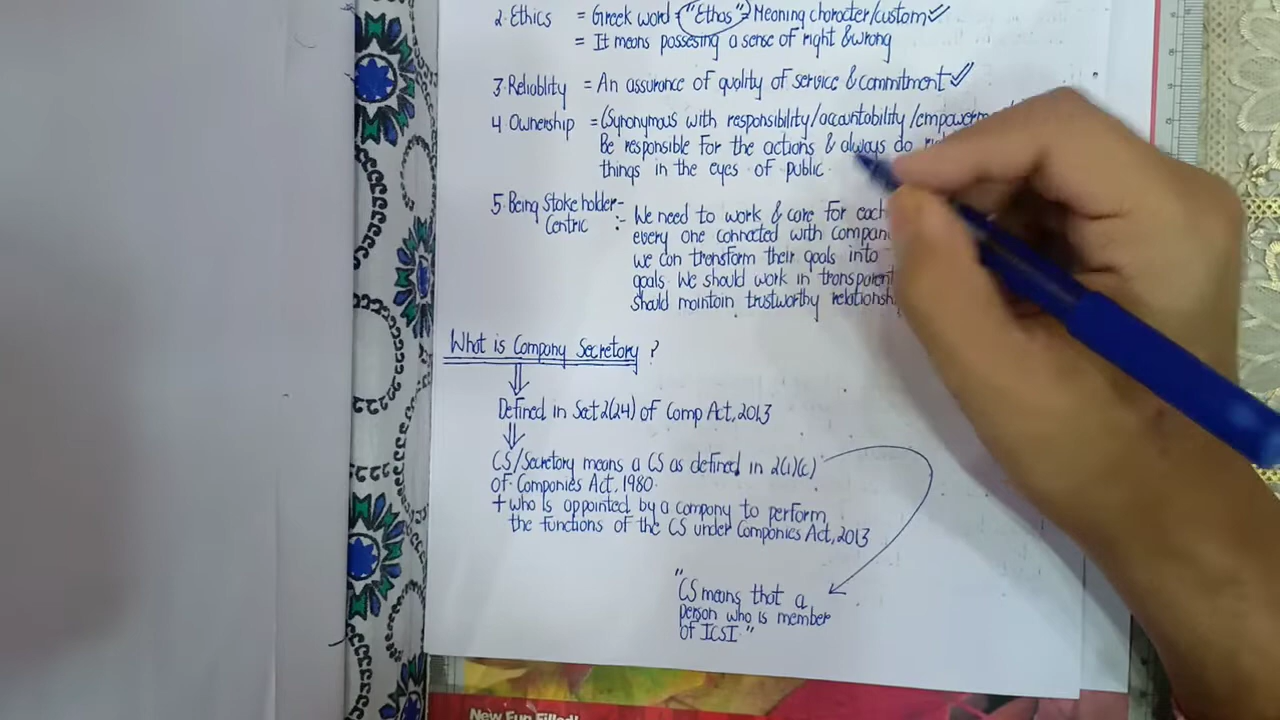 2. Ethics = Greek word - "Ethos" = Meaning character/custom ✓
= It means possesing a sense of right & wrong
3. Reliablity = An assurance of quality of service & commitment ✓
4 Ownership = (Synonymous with responsibility/accountability/
Be responsible for the actions & always do
things in the eyes of public.
5. Being Stakeholder-
Centric :- We need to work & care for each
every one connected with
we can transform their goals into
goals. We should work in
should maintain trustworthy
What is Company Secretary ?
Defined in Sect 2(24) of Comp Act, 2013
CS/Secretary means a CS as defined in 2(1)(c)
of Companies Act, 1980.
+ who is appointed by a company to perform
the functions of the CS under Companies Act, 2013
"CS means that a
person who is member
of ICSI."
New Fun Filled!